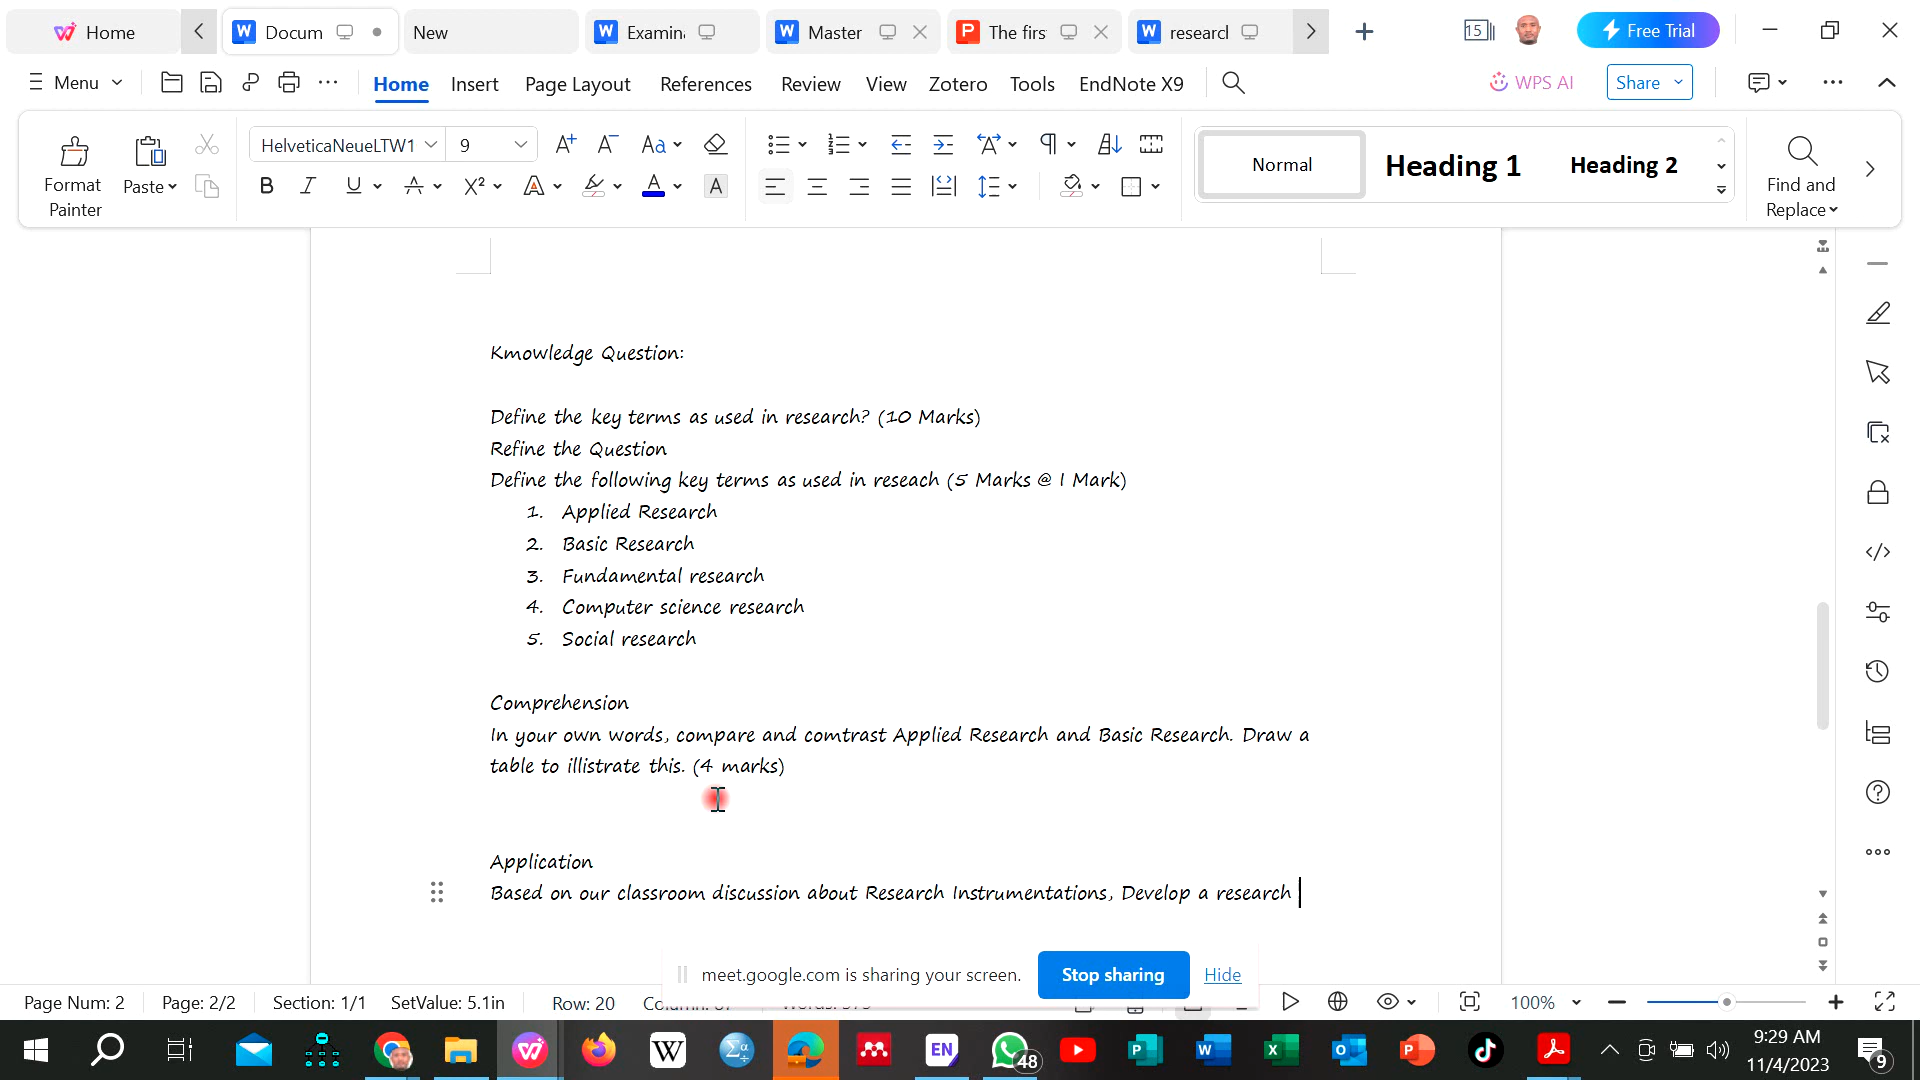 Home
Docum
New
Examin
Master
The firs
researcl
15
Free Trial
Menu
Home
Insert
Page Layout
References
Review
View
Zotero
Tools
EndNote X9
WPS AI
Share
Format Painter
Paste
HelveticaNeueLTW1
9
Normal
Heading 1
Heading 2
Find and Replace
Kmowledge Question:
Define the key terms as used in research? (10 Marks)
Refine the Question
Define the following key terms as used in reseach (5 Marks @ 1 Mark)
1. Applied Research
2. Basic Research
3. Fundamental research
4. Computer science research
5. Social research
Comprehension
In your own words, compare and comtrast Applied Research and Basic Research. Draw a
table to illistrate this. (4 marks)
Application
Based on our classroom discussion about Research Instrumentations, Develop a research
meet.google.com is sharing your screen.
Stop sharing
Hide
Page Num: 2
Page: 2/2
Section: 1/1
SetValue: 5.1in
Row: 20
100%
EN
48
9:29 AM
11/4/2023
9